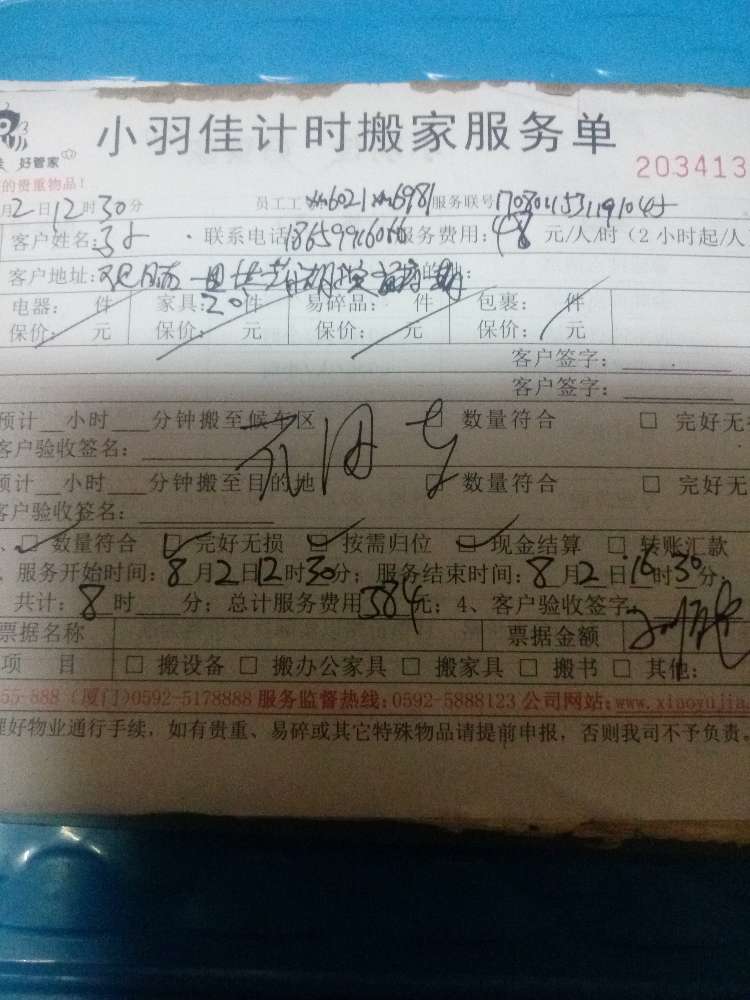 小羽佳计时搬家服务单
好管家
203413
的贵重物品!
月2日12时30分 员工工 6021 6981 服务联号
客户姓名: 联系电话 服务费用:48元/人/时(2小时起/人
客户地址:
电器: 件 家具:20件 易碎品: 件 包裹: 件
保价: 元 保价: 元 保价: 元 保价: 元
客户签字:
客户签字:
预计 小时 分钟搬至候车区 □ 数量符合 □ 完好无
客户验收签名:
预计 小时 分钟搬至目的地 □ 数量符合 □ 完好无
客户验收签名:
、☑ 数量符合 ☑ 完好无损 ☑ 按需归位 ☑ 现金结算 □ 转账汇款
、服务开始时间:8月2日12时30分;服务结束时间:8月2日16时30分,
共计:8时 分;总计服务费用384元;4、客户验收签字
票据名称 票据金额
项 目 □ 搬设备 □ 搬办公家具 □ 搬家具 □ 搬书 □ 其他:
55-888(厦门)0592-5178888 服务监督热线:0592-5888123 公司网站:www.xiaoyujia.
理好物业通行手续,如有贵重、易碎或其它特殊物品请提前申报,否则我司不予负责。